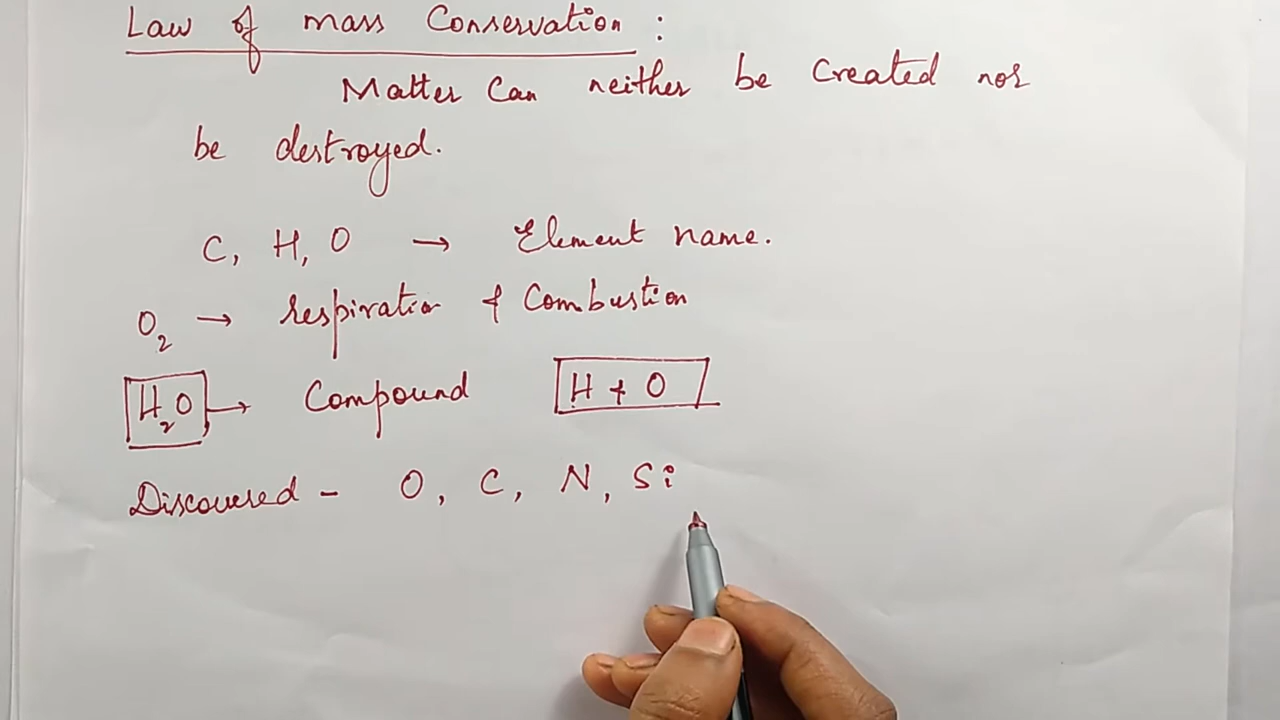 Law of mass Conservation :
Matter Can neither be Created nor
be destroyed.
C, H, O → Element name.
O₂ → respiration & Combustion
H₂O → Compound H + O
Discovered - O, C, N, Si